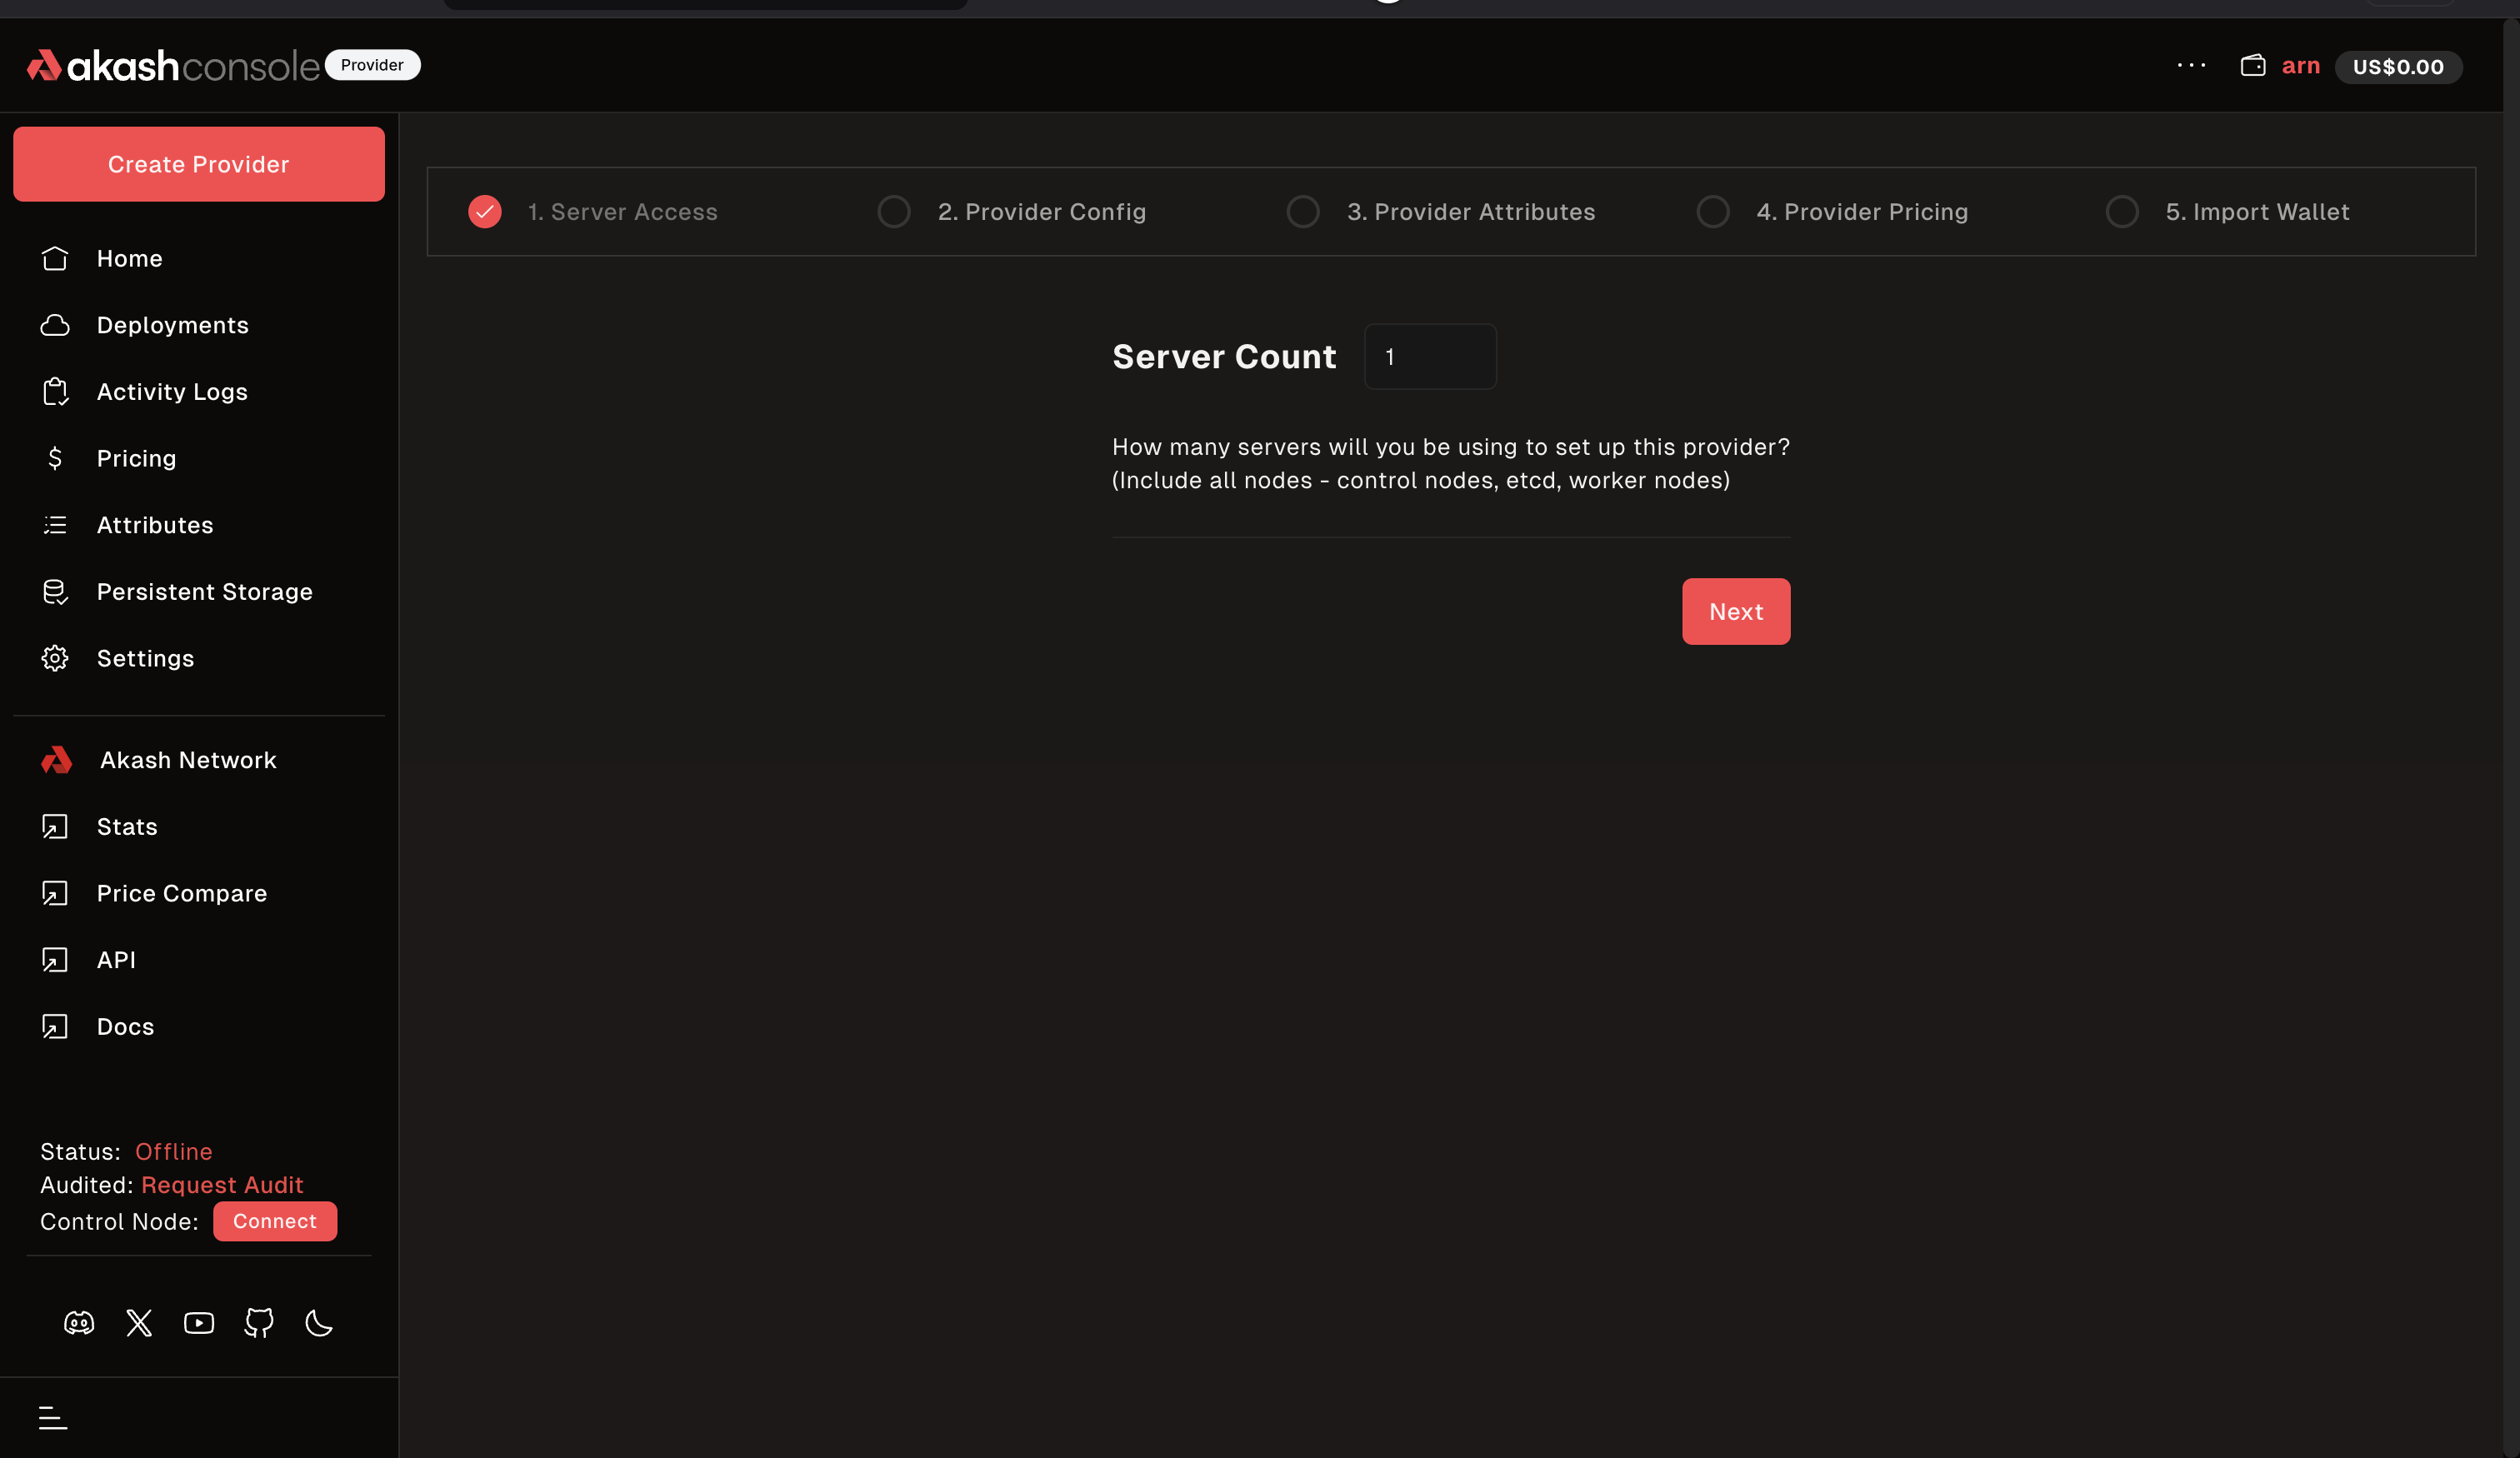 akashconsole Provider
... arn US$0.00
Create Provider
Home
Deployments
Activity Logs
Pricing
Attributes
Persistent Storage
Settings
Akash Network
Stats
Price Compare
API
Docs
Status: Offline
Audited: Request Audit
Control Node: Connect
1. Server Access
2. Provider Config
3. Provider Attributes
4. Provider Pricing
5. Import Wallet
Server Count 1
How many servers will you be using to set up this provider?
(Include all nodes - control nodes, etcd, worker nodes)
Next